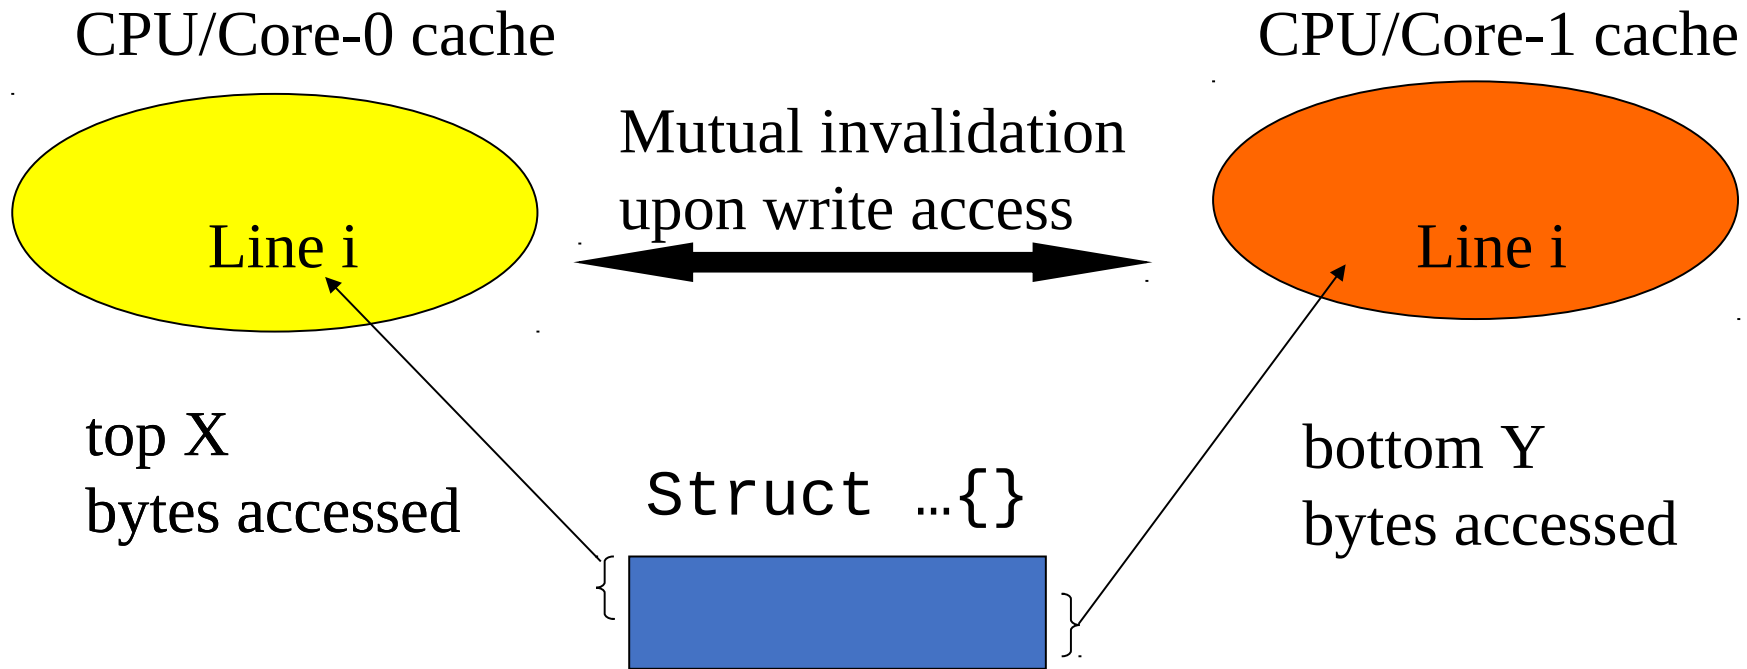 CPU/Core-0 cache
CPU/Core-1 cache
Mutual invalidation
upon write access
Line i
Line i
top X
bytes accessed
bottom Y
bytes accessed
Struct …{}